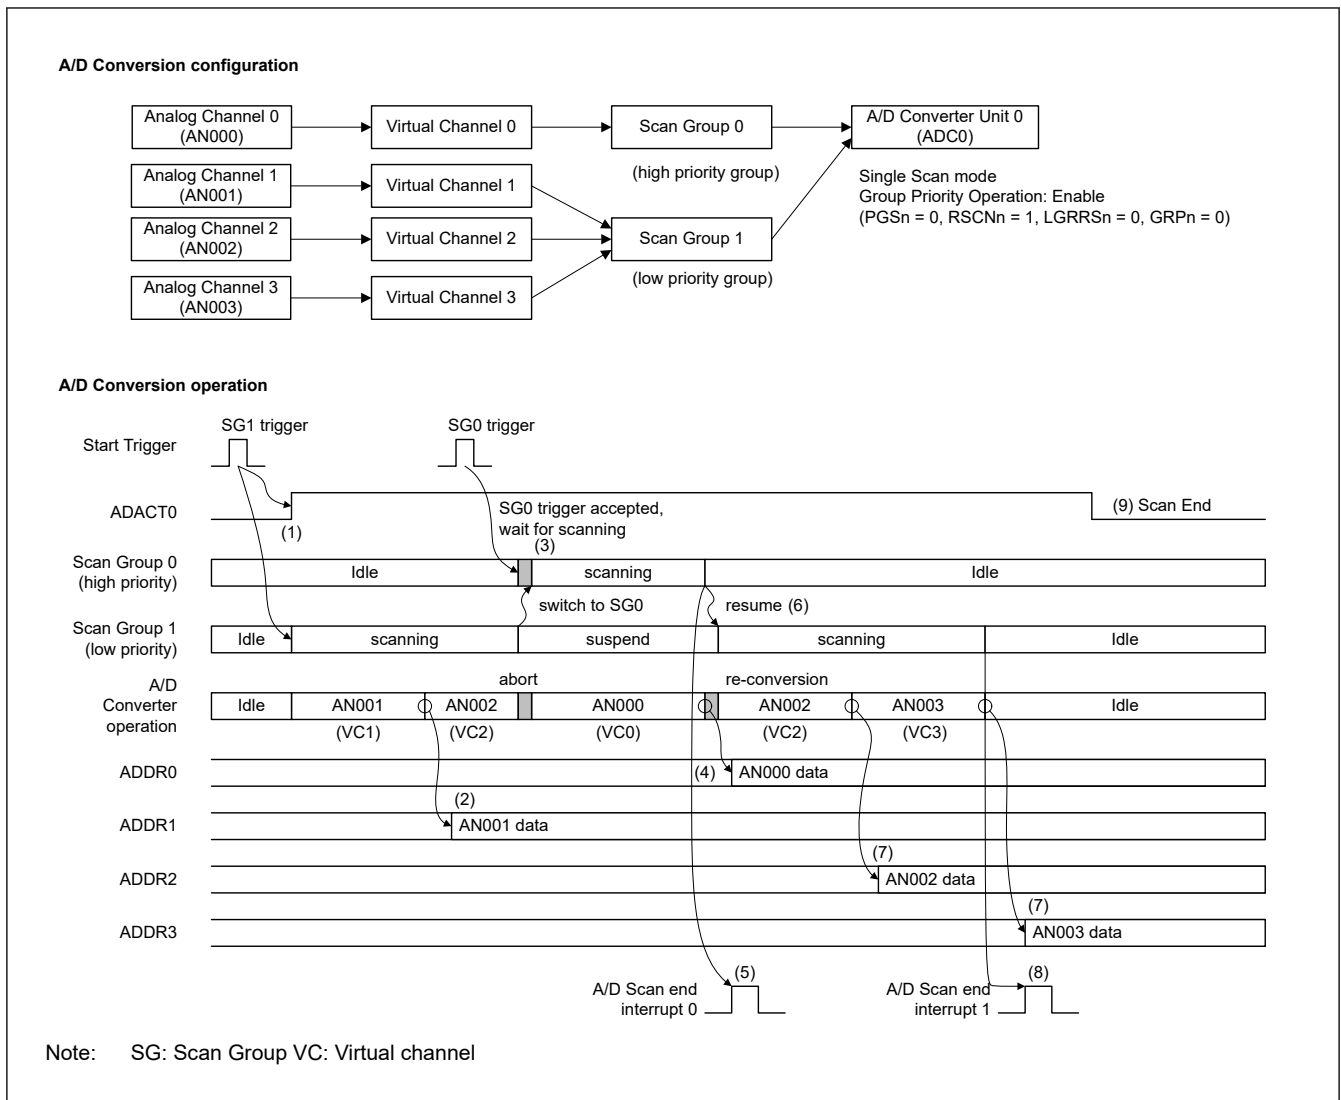 A/D Conversion configuration
Analog Channel 0
(AN000)
Virtual Channel 0
Scan Group 0
A/D Converter Unit 0
(ADC0)
(high priority group)
Analog Channel 1
(AN001)
Virtual Channel 1
Single Scan mode
Group Priority Operation: Enable
(PGSn = 0, RSCNn = 1, LGRRSn = 0, GRPn = 0)
Analog Channel 2
(AN002)
Virtual Channel 2
Scan Group 1
(low priority group)
Analog Channel 3
(AN003)
Virtual Channel 3
A/D Conversion operation
SG1 trigger
SG0 trigger
Start Trigger
ADACT0
(1)
SG0 trigger accepted,
wait for scanning
(3)
(9) Scan End
Scan Group 0
(high priority)
Idle
scanning
Idle
switch to SG0
resume (6)
Scan Group 1
(low priority)
Idle
scanning
suspend
scanning
Idle
abort
re-conversion
A/D
Converter
operation
Idle
AN001
AN002
AN000
AN002
AN003
Idle
(VC1)
(VC2)
(VC0)
(VC2)
(VC3)
ADDR0
(4)
AN000 data
(2)
ADDR1
AN001 data
(7)
ADDR2
AN002 data
(7)
ADDR3
AN003 data
A/D Scan end
interrupt 0
(5)
A/D Scan end
interrupt 1
(8)
Note: SG: Scan Group VC: Virtual channel